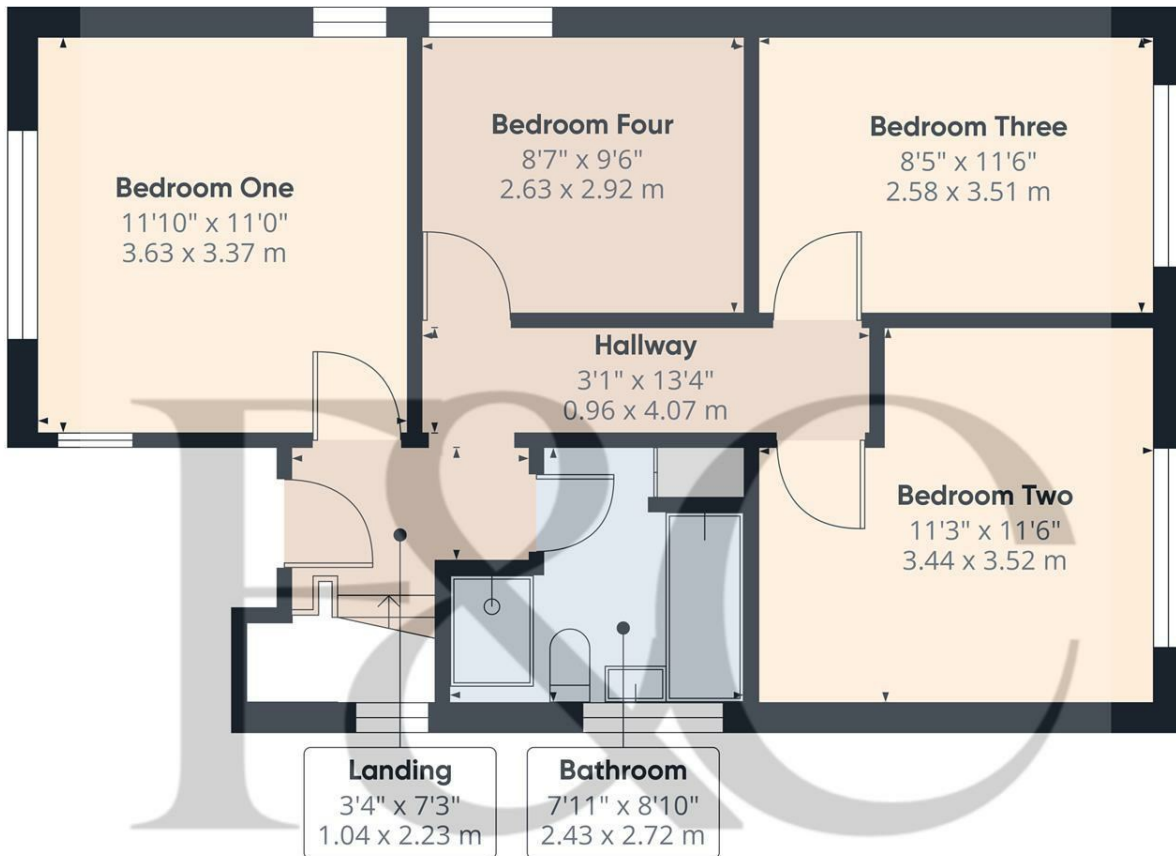 Bedroom One
11'10" x 11'0"
3.63 x 3.37 m
Bedroom Four
8'7" x 9'6"
2.63 x 2.92 m
Bedroom Three
8'5" x 11'6"
2.58 x 3.51 m
Hallway
3'1" x 13'4"
0.96 x 4.07 m
Bedroom Two
11'3" x 11'6"
3.44 x 3.52 m
Landing
3'4" x 7'3"
1.04 x 2.23 m
Bathroom
7'11" x 8'10"
2.43 x 2.72 m
F&C